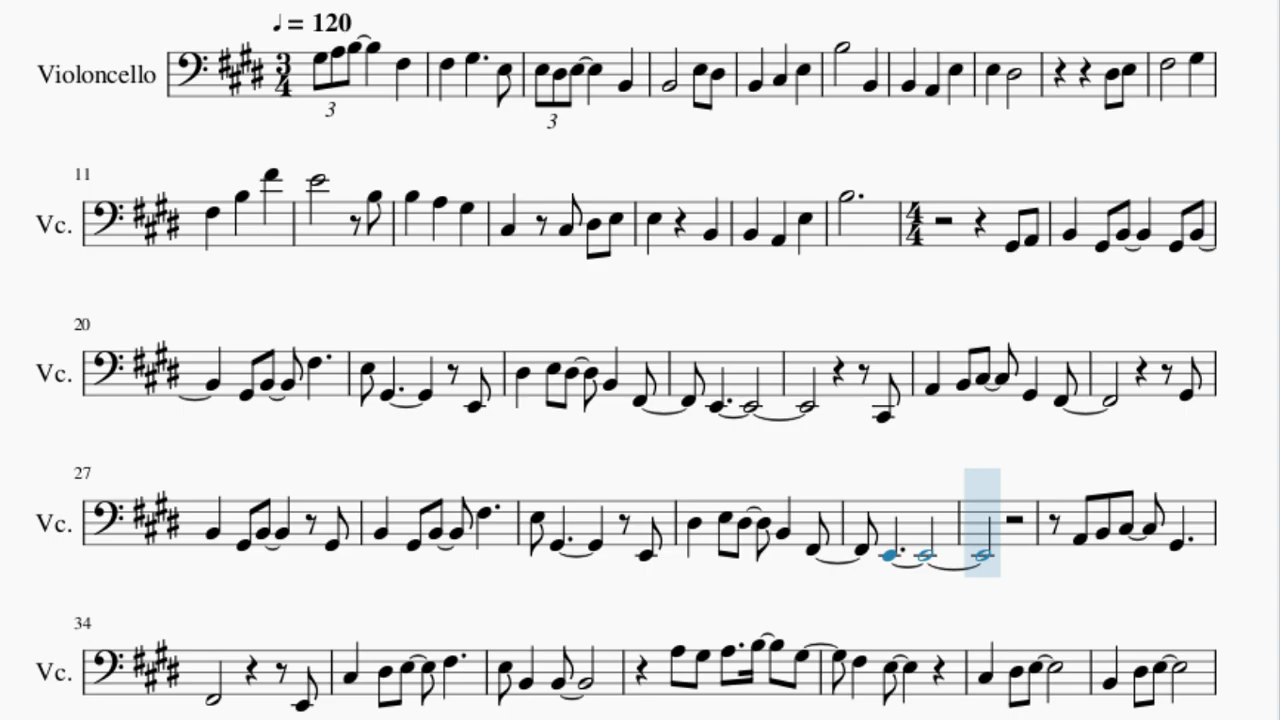 ♩ = 120
Violoncello 3 4
3 3
11
Vc. 4 4
20
Vc.
27
Vc.
34
Vc.